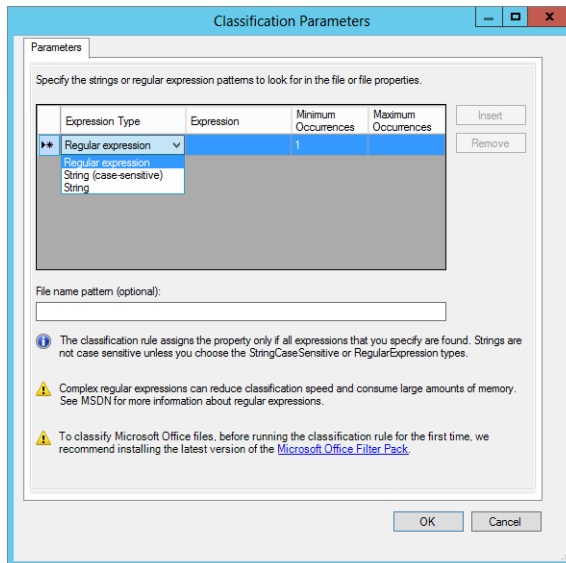 Classification Parameters
Parameters
Specify the strings or regular expression patterns to look for in the file or file properties.
Expression Type Expression Minimum Occurrences Maximum Occurrences
Insert
Regular expression 1
Remove
Regular expression
String (case-sensitive)
String
File name pattern (optional):
The classification rule assigns the property only if all expressions that you specify are found. Strings are
not case sensitive unless you choose the StringCaseSensitive or RegularExpression types.
Complex regular expressions can reduce classification speed and consume large amounts of memory.
See MSDN for more information about regular expressions.
To classify Microsoft Office files, before running the classification rule for the first time, we
recommend installing the latest version of the Microsoft Office Filter Pack.
OK Cancel